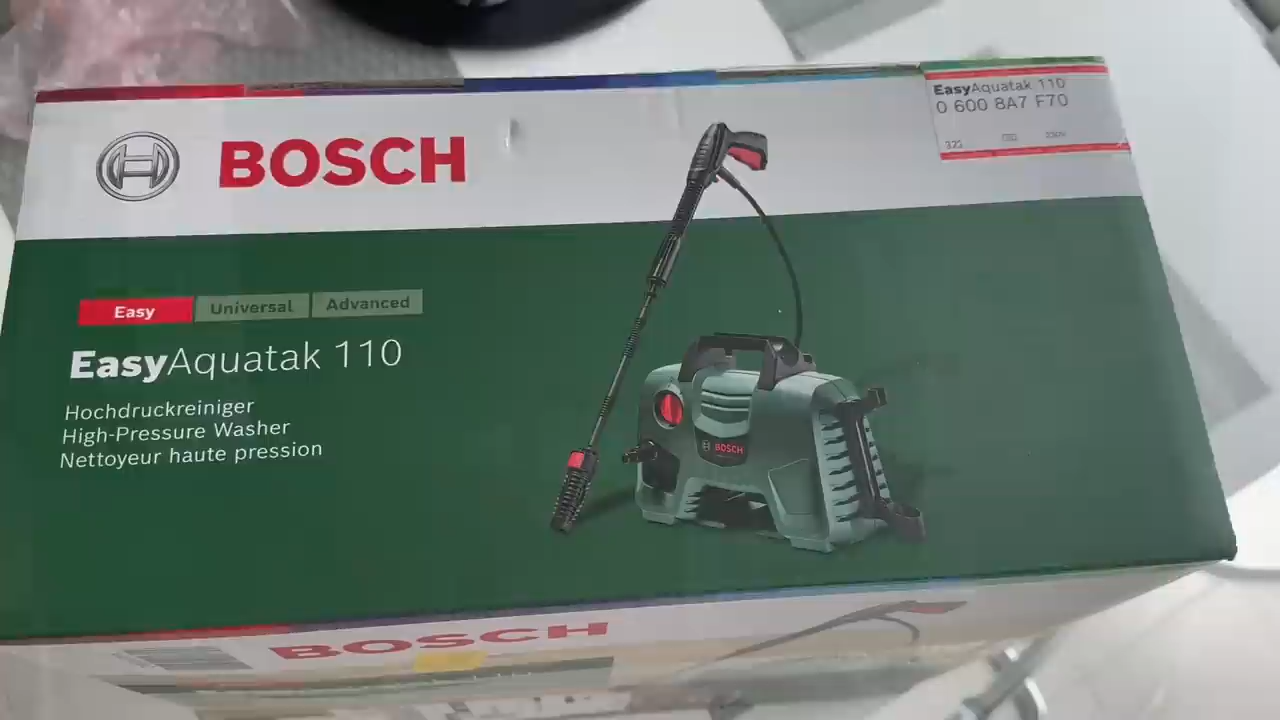 EasyAquatak 110
0 600 8A7 F70
BOSCH
Easy Universal Advanced
EasyAquatak 110
Hochdruckreiniger
High-Pressure Washer
Nettoyeur haute pression
BOSCH
BOSCH